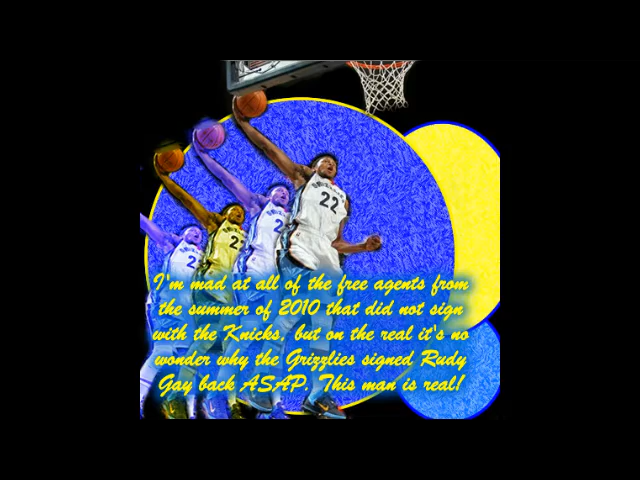 22
I'm mad at all of the free agents from
the summer of 2010 that did not sign
with the Knicks, but on the real it's no
wonder why the Grizzlies signed Rudy
Gay back ASAP. This man is real!